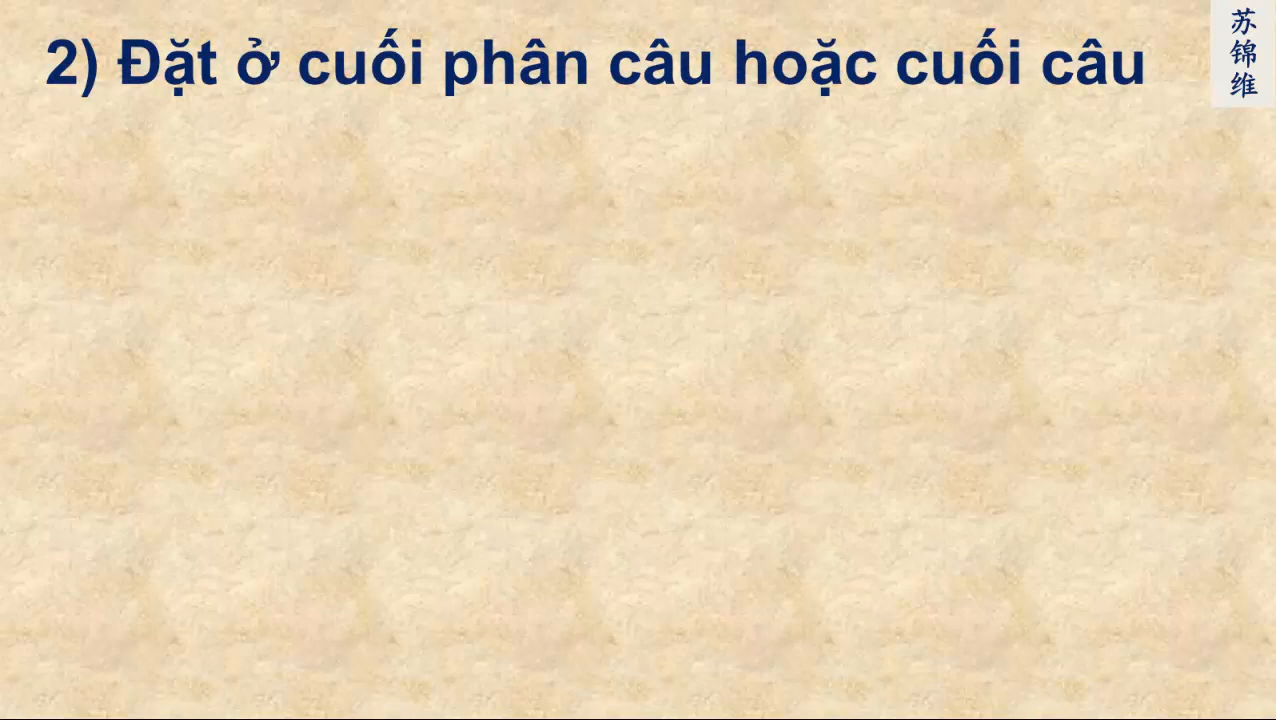 2) Đặt ở cuối phân câu hoặc cuối câu
苏锦维